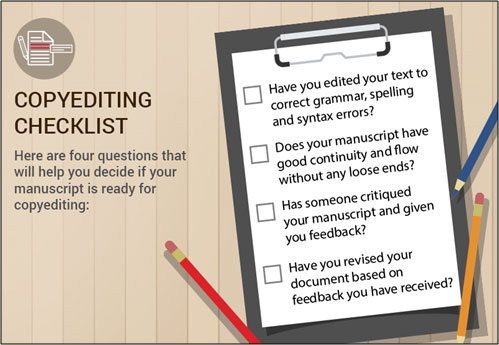 COPYEDITING
CHECKLIST
Here are four questions that
will help you decide if your
manuscript is ready for
copyediting:
Have you edited your text to
correct grammar, spelling
and syntax errors?
Does your manuscript have
good continuity and flow
without any loose ends?
Has someone critiqued
your manuscript and given
you feedback?
Have you revised your
document based on
feedback you have received?